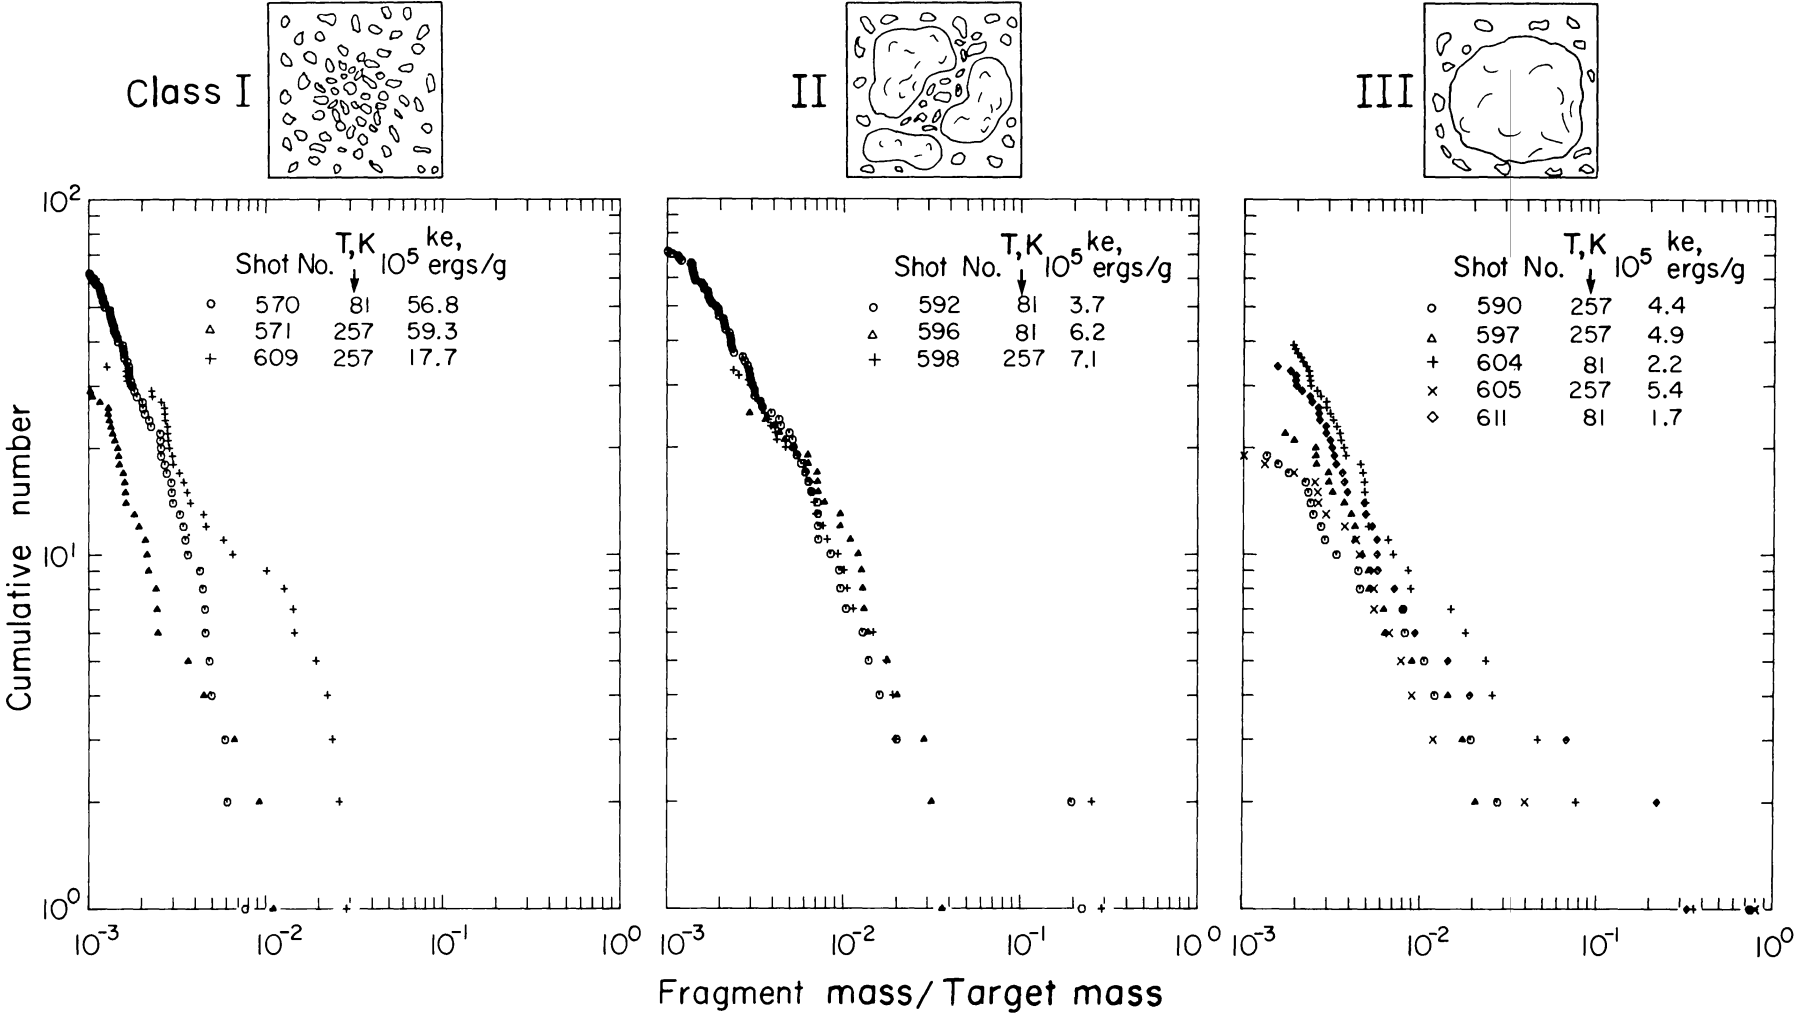 Class I
II
III
10²
10¹
10⁰
Cumulative number
Shot No. T,K 10⁵ ke, ergs/g
570 81 56.8
571 257 59.3
609 257 17.7
10⁻³ 10⁻² 10⁻¹ 10⁰
Shot No. T,K 10⁵ ke, ergs/g
592 81 3.7
596 81 6.2
598 257 7.1
10⁻³ 10⁻² 10⁻¹ 10⁰
Shot No. T,K 10⁵ ke, ergs/g
590 257 4.4
597 257 4.9
604 81 2.2
605 257 5.4
611 81 1.7
10⁻³ 10⁻² 10⁻¹ 10⁰
Fragment mass/Target mass